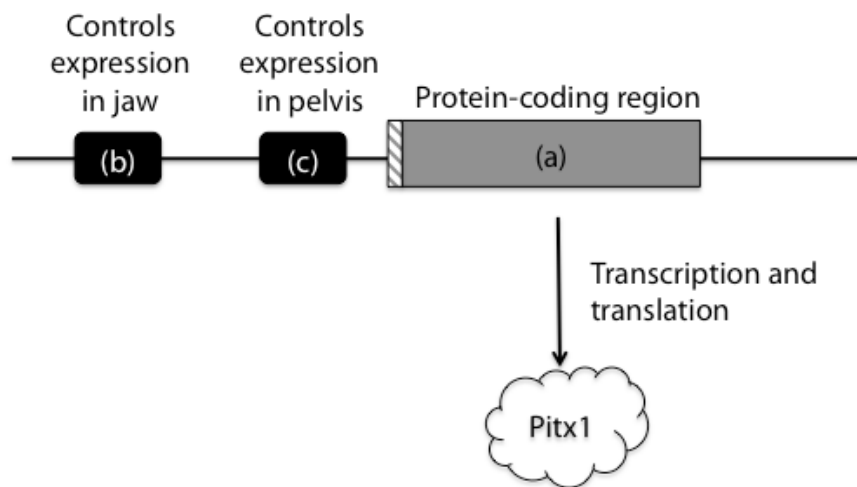 Controls
expression
in jaw
Controls
expression
in pelvis
Protein-coding region
(b)
(c)
(a)
Transcription and
translation
Pitx1